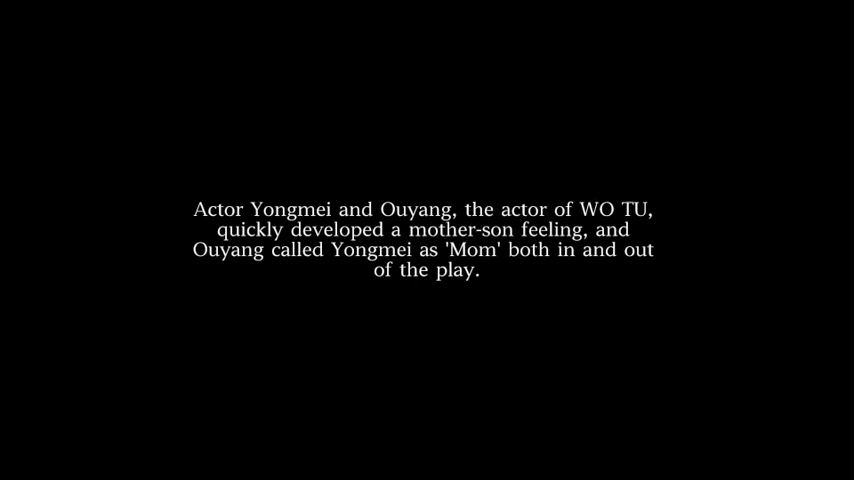 Actor Yongmei and Ouyang, the actor of WO TU,
quickly developed a mother-son feeling, and
Ouyang called Yongmei as 'Mom' both in and out
of the play.